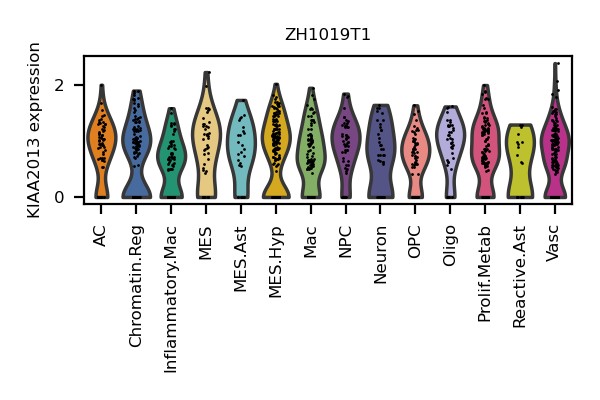 ZH1019T1
KIAA2013 expression
2
0
AC
Chromatin.Reg
Inflammatory.Mac
MES
MES.Ast
MES.Hyp
Mac
NPC
Neuron
OPC
Oligo
Prolif.Metab
Reactive.Ast
Vasc